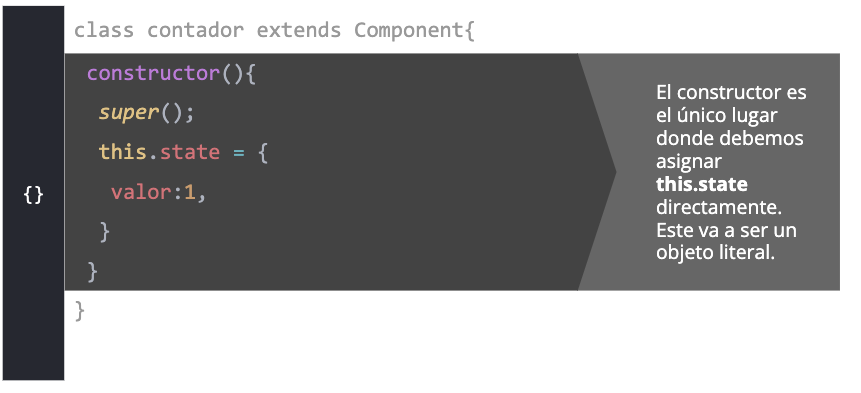 class contador extends Component{
constructor(){
super();
this.state = {
valor:1,
}
}
}
{}
El constructor es
el único lugar
donde debemos
asignar
this.state
directamente.
Este va a ser un
objeto literal.